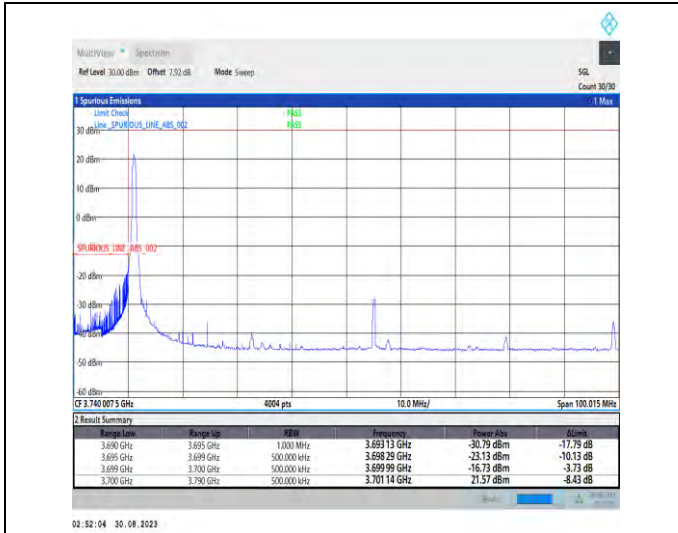 MultiView Spectrum
Ref Level 30.00 dBm Offset 7.92 dB Mode Sweep SGL
Count 30/30
1 Spurious Emissions 1 Max
Limit Check PASS
Line _SPURIOUS_LINE_ABS_002 PASS
30 dBm
20 dBm
10 dBm
0 dBm
_SPURIOUS_LINE_ABS_002
-20 dBm
-30 dBm
-40 dBm
-50 dBm
-60 dBm
CF 3.740 007 5 GHz 4004 pts 10.0 MHz/ Span 100.015 MHz
2 Result Summary
Range Low Range Up RBW Frequency Power Abs ΔLimit
3.690 GHz 3.695 GHz 1.000 MHz 3.693 13 GHz -30.79 dBm -17.79 dB
3.695 GHz 3.699 GHz 500.000 kHz 3.698 29 GHz -23.13 dBm -10.13 dB
3.699 GHz 3.700 GHz 500.000 kHz 3.699 99 GHz -16.73 dBm -3.73 dB
3.700 GHz 3.790 GHz 500.000 kHz 3.701 14 GHz 21.57 dBm -8.43 dB
02:52:04 30.08.2023